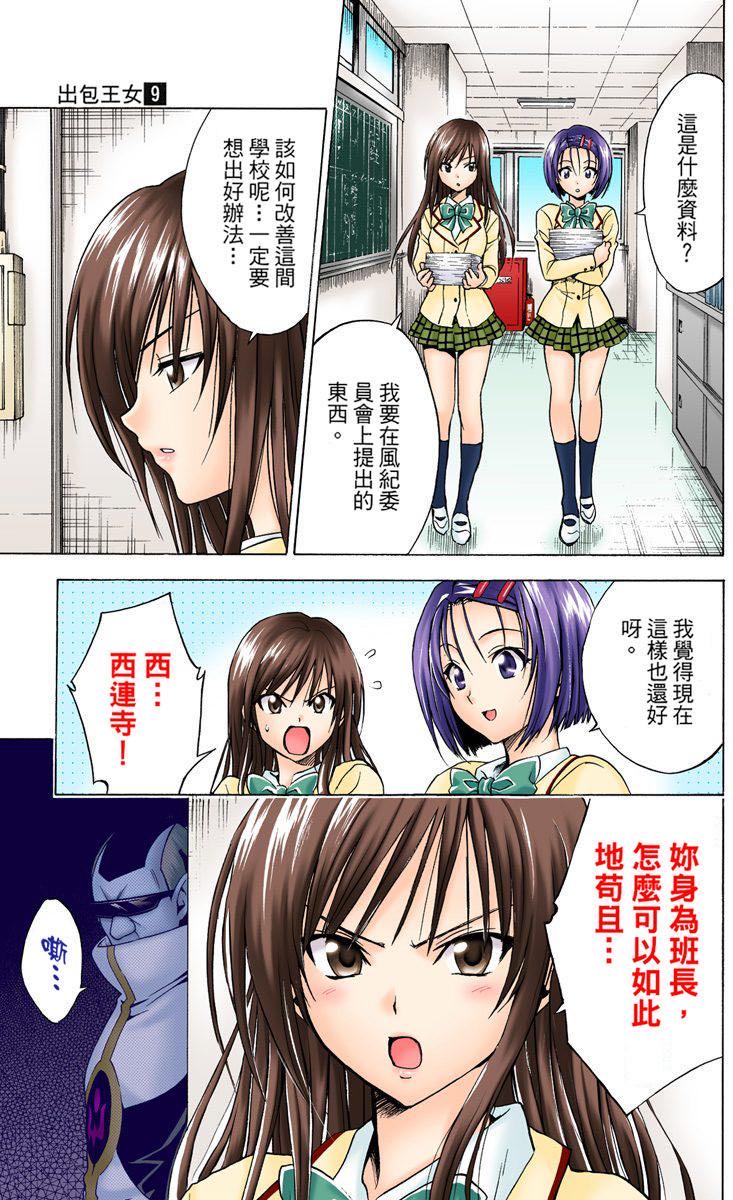 出包王女9
這是什麼資料？
我要在風紀委
員會上提出的
東西。
該如何改善這間
學校呢…一定要
想出好辦法…
我覺得現在
這樣也還好
呀。
西…
西連寺！
妳身為班長，
怎麼可以如此
地苟且…
嘶…